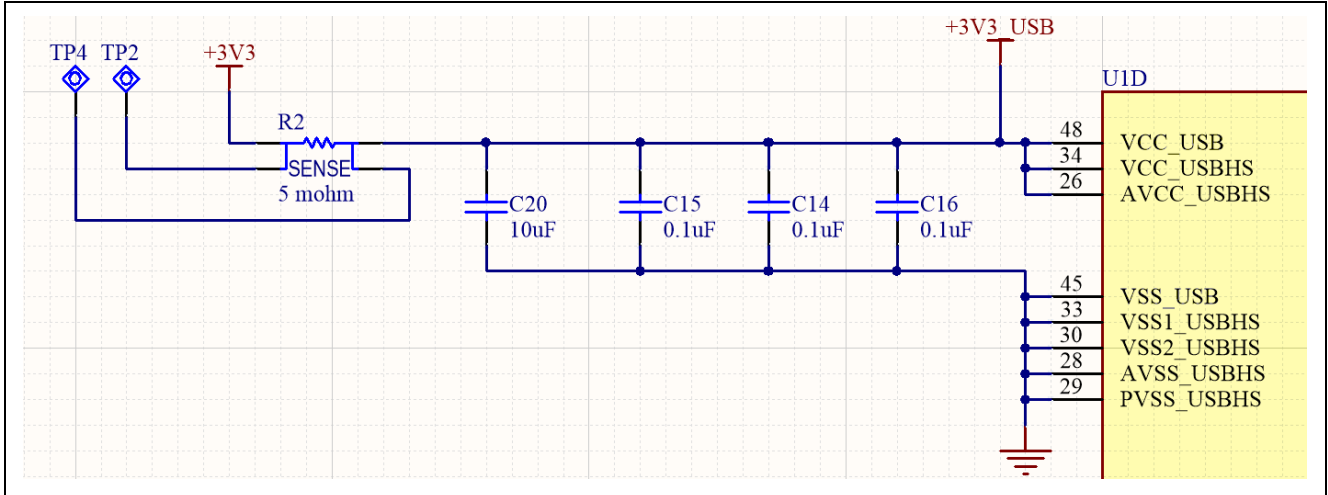 +3V3_USB
TP4 TP2 +3V3
U1D
R2
48 VCC_USB
34 VCC_USBHS
SENSE
26 AVCC_USBHS
5 mohm
C20 C15 C14 C16
10uF 0.1uF 0.1uF 0.1uF
45 VSS_USB
33 VSS1_USBHS
30 VSS2_USBHS
28 AVSS_USBHS
29 PVSS_USBHS